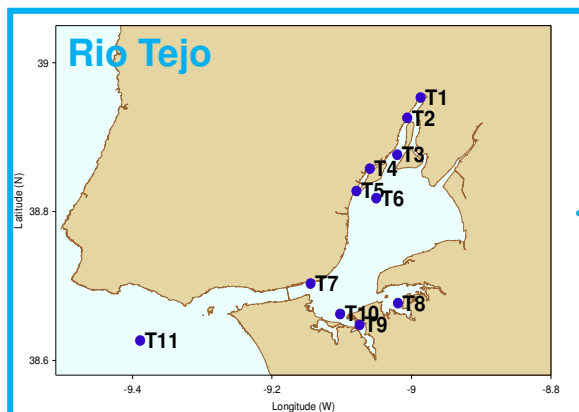 Rio Tejo
39
T1
T2
T3
T4
T5
T6
38.8
Latitude (N)
T7
T8
T10
T9
T11
38.6
-9.4
-9.2
-9
-8.8
Longitude (W)